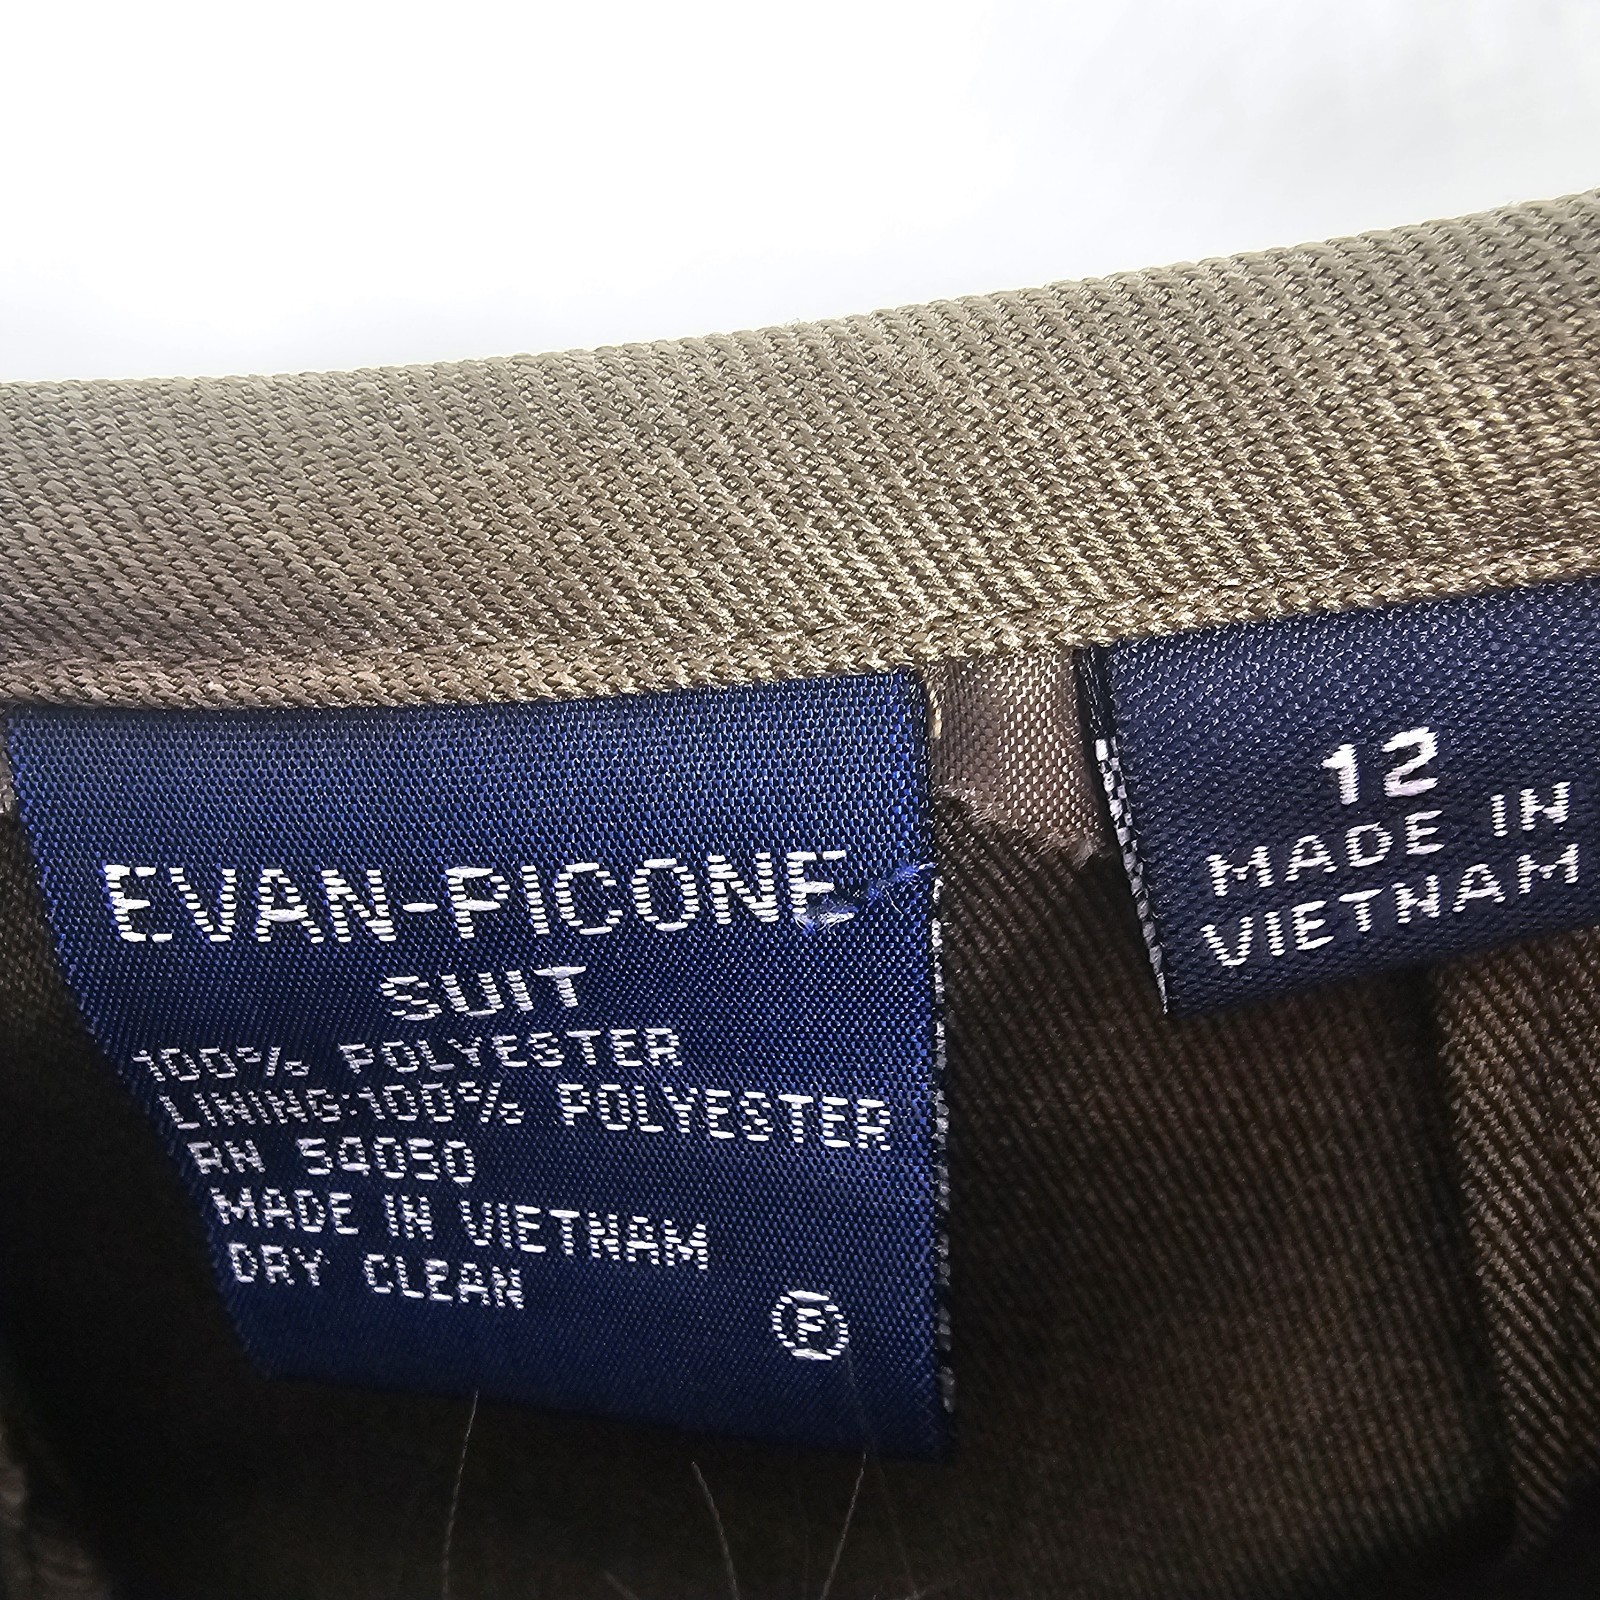 EVAN-PICONE
SUIT
100% POLYESTER
LINING:100% POLYESTER
RN 54050
MADE IN VIETNAM
DRY CLEAN
P
12
MADE IN
VIETNAM